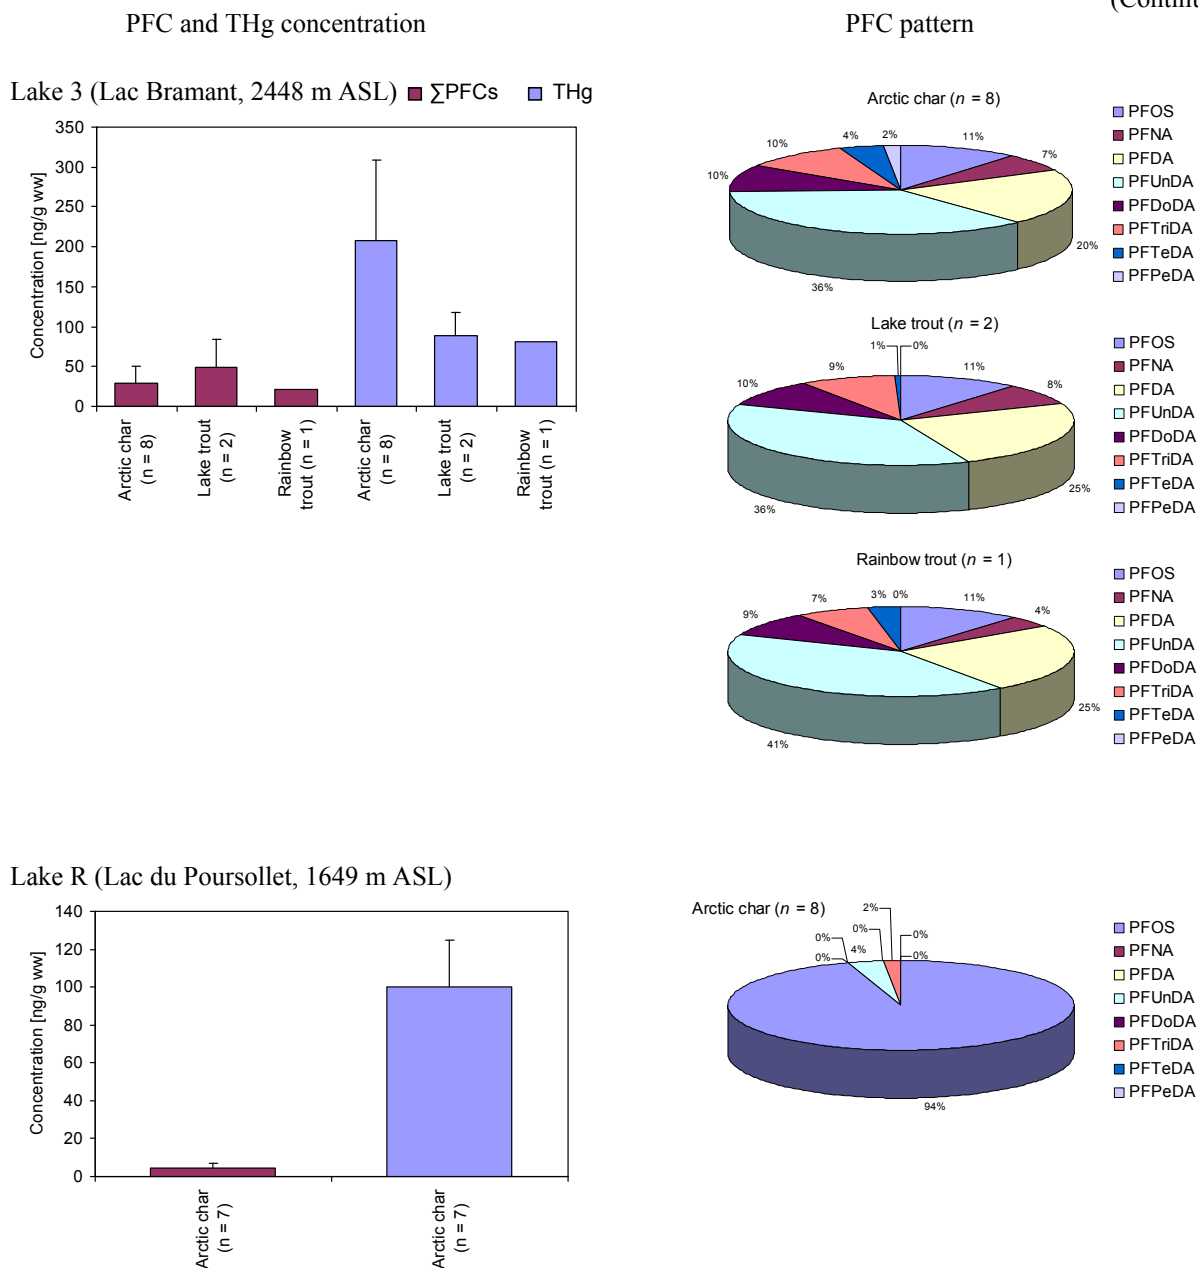 (Contin
PFC and THg concentration
PFC pattern
Lake 3 (Lac Bramant, 2448 m ASL)
∑PFCs
THg
350
300
250
200
150
100
50
0
Concentration [ng/g ww]
Arctic char
(n = 8)
Lake trout
(n = 2)
Rainbow
trout (n = 1)
Arctic char
(n = 8)
Lake trout
(n = 2)
Rainbow
trout (n = 1)
Arctic char (n = 8)
11%
7%
20%
36%
10%
10%
4%
2%
PFOS
PFNA
PFDA
PFUnDA
PFDoDA
PFTriDA
PFTeDA
PFPeDA
Lake trout (n = 2)
11%
8%
25%
36%
10%
9%
1%
0%
PFOS
PFNA
PFDA
PFUnDA
PFDoDA
PFTriDA
PFTeDA
PFPeDA
Rainbow trout (n = 1)
11%
4%
25%
41%
9%
7%
3%
0%
PFOS
PFNA
PFDA
PFUnDA
PFDoDA
PFTriDA
PFTeDA
PFPeDA
Lake R (Lac du Poursollet, 1649 m ASL)
140
120
100
80
60
40
20
0
Concentration [ng/g ww]
Arctic char
(n = 7)
Arctic char
(n = 7)
Arctic char (n = 8)
94%
0%
0%
4%
0%
2%
0%
0%
PFOS
PFNA
PFDA
PFUnDA
PFDoDA
PFTriDA
PFTeDA
PFPeDA